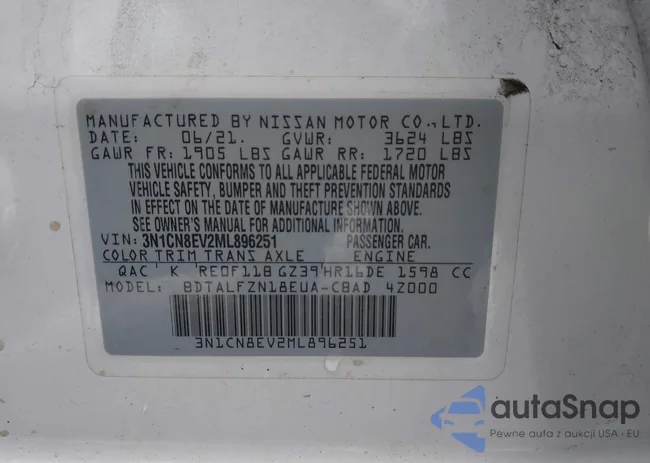 MANUFACTURED BY NISSAN MOTOR CO., LTD.
DATE: 06/21. GVWR: 3624 LBS
GAWR FR: 1905 LBS GAWR RR: 1720 LBS
THIS VEHICLE CONFORMS TO ALL APPLICABLE FEDERAL MOTOR
VEHICLE SAFETY, BUMPER AND THEFT PREVENTION STANDARDS
IN EFFECT ON THE DATE OF MANUFACTURE SHOWN ABOVE.
SEE OWNER'S MANUAL FOR ADDITIONAL INFORMATION
VIN: 3N1CN8EV2ML896251 PASSENGER CAR.
COLOR TRIM TRANS AXLE ENGINE
QAC K RE0F11B GZ39 HR16DE 1598 CC
MODEL: BDTALFZN18EUA-CBAD 4Z000
3N1CN8EV2ML896251
autoSnap
Pewne auta z aukcji USA i EU